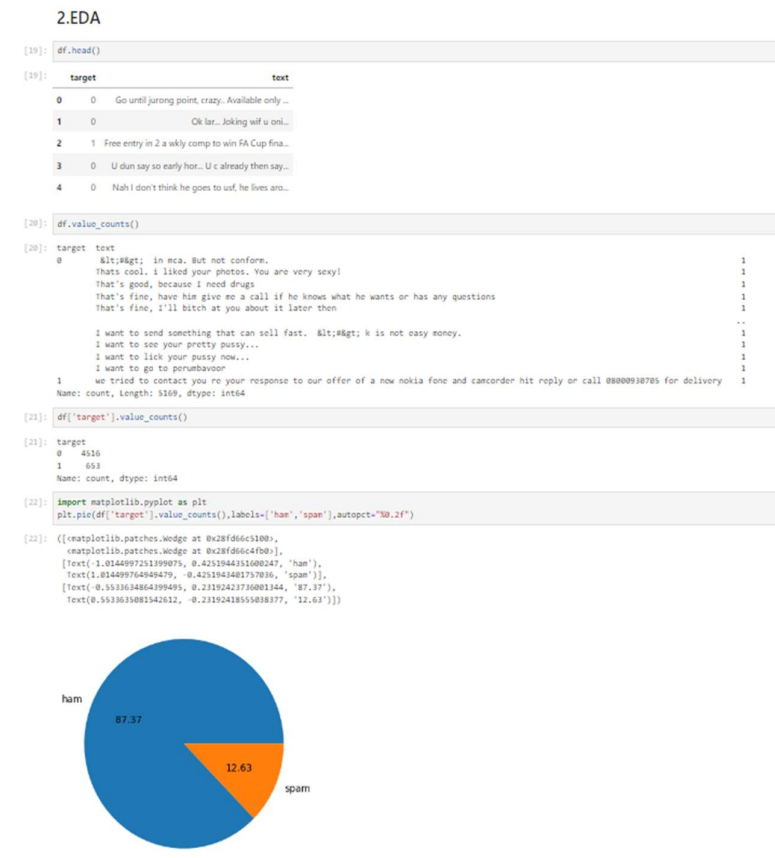 2.EDA
[19]: df.head()
[19]: target text
0 0 Go until jurong point, crazy.. Available only ...
1 0 Ok lar... Joking wif u oni...
2 1 Free entry in 2 a wkly comp to win FA Cup fina...
3 0 U dun say so early hor... U c already then say...
4 0 Nah I don't think he goes to usf, he lives aro...
[20]: df.value_counts()
[20]: target text
0 &lt;#&gt; in mca. But not conform. 1
Thats cool. i liked your photos. You are very sexy! 1
That's good, because I need drugs 1
That's fine, have him give me a call if he knows what he wants or has any questions 1
That's fine, I'll bitch at you about it later then 1
..
I want to send something that can sell fast. &lt;#&gt; k is not easy money. 1
I want to see your pretty pussy... 1
I want to lick your pussy now... 1
I want to go to perumbavoor 1
1 we tried to contact you re your response to our offer of a new nokia fone and camcorder hit reply or call 08000930705 for delivery 1
Name: count, Length: 5169, dtype: int64
[21]: df['target'].value_counts()
[21]: target
0 4516
1 653
Name: count, dtype: int64
[22]: import matplotlib.pyplot as plt
plt.pie(df['target'].value_counts(),labels=['ham','spam'],autopct="%0.2f")
[22]: ([<matplotlib.patches.Wedge at 0x28fd66c5100>,
<matplotlib.patches.Wedge at 0x28fd66c4fb0>],
[Text(-1.0144997251399075, 0.4251944351600247, 'ham'),
Text(1.014499764949479, -0.4251943401757036, 'spam')],
[Text(-0.5533634864399495, 0.23192423736001344, '87.37'),
Text(0.5533635081542612, -0.23192418555038377, '12.63')])
ham
87.37
12.63
spam